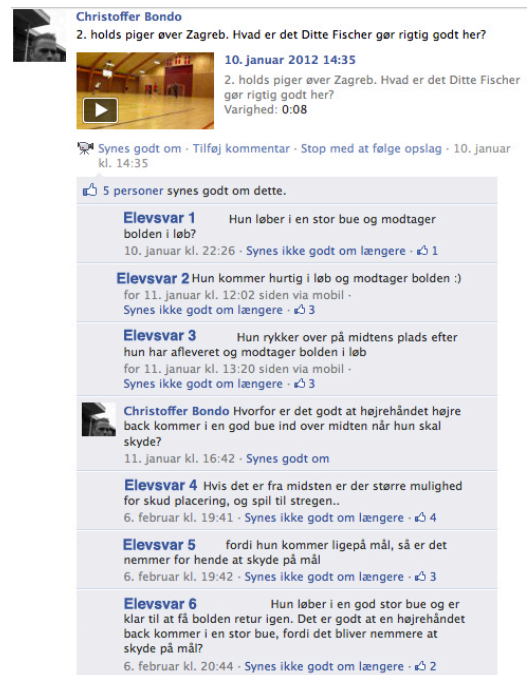 Christoffer Bondo
2. holds piger øver Zagreb. Hvad er det Ditte Fischer gør rigtig godt her?
10. januar 2012 14:35
2. holds piger øver Zagreb. Hvad er det Ditte Fischer
gør rigtig godt her?
Varighed: 0:08
Synes godt om · Tilføj kommentar · Stop med at følge opslag · 10. januar
kl. 14:35
5 personer synes godt om dette.
Elevsvar 1 Hun løber i en stor bue og modtager
bolden i løb?
10. januar kl. 22:26 · Synes ikke godt om længere · 1
Elevsvar 2 Hun kommer hurtig i løb og modtager bolden :)
for 11. januar kl. 12:02 siden via mobil ·
Synes ikke godt om længere · 3
Elevsvar 3 Hun rykker over på midtens plads efter
hun har afleveret og modtager bolden i løb
for 11. januar kl. 13:20 siden via mobil ·
Synes ikke godt om længere · 3
Christoffer Bondo Hvorfor er det godt at højrehåndet højre
back kommer i en god bue ind over midten når hun skal
skyde?
11. januar kl. 16:42 · Synes godt om
Elevsvar 4 Hvis det er fra midsten er der større mulighed
for skud placering, og spil til stregen..
6. februar kl. 19:41 · Synes ikke godt om længere · 4
Elevsvar 5 fordi hun kommer ligepå mål, så er det
nemmer for hende at skyde på mål
6. februar kl. 19:42 · Synes ikke godt om længere · 3
Elevsvar 6 Hun løber i en god stor bue og er
klar til at få bolden retur igen. Det er godt at en højrehåndet
back kommer i en stor bue, fordi det bliver nemmere at
skyde på mål?
6. februar kl. 20:44 · Synes ikke godt om længere · 2